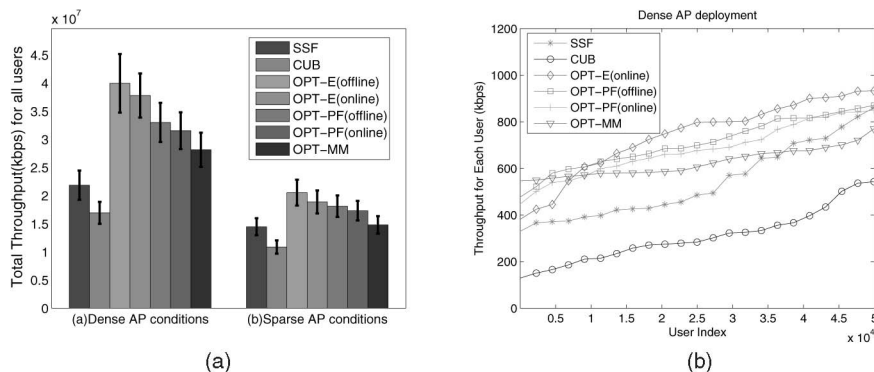 x 10⁷
4.5
4
3.5
3
2.5
2
1.5
1
0.5
0
Total Throughput(kbps) for all users
SSF
CUB
OPT−E(offline)
OPT−E(online)
OPT−PF(offline)
OPT−PF(online)
OPT−MM
(a)Dense AP conditions
(b)Sparse AP conditions
(a)
Dense AP deployment
1200
1000
800
600
400
200
0
Throughput for Each User (kbps)
SSF
CUB
OPT−E(online)
OPT−PF(offline)
OPT−PF(online)
OPT−MM
0.5
1
1.5
2
2.5
3
3.5
4
4.5
5
User Index
x 10⁴
(b)